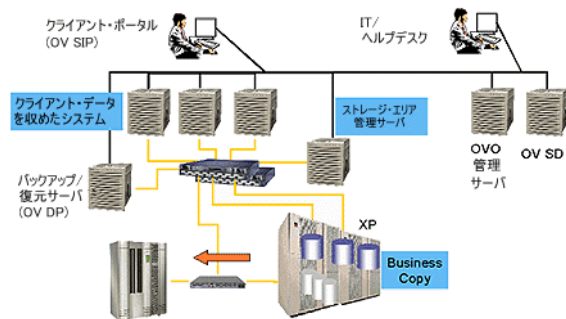 クライアント・ポータル
(OV SIP)
IT/
ヘルプデスク
クライアント・データ
を収めたシステム
ストレージ・エリア
管理サーバ
OVO
管理
サーバ
OV SD
バックアップ/
復元サーバ
(OV DP)
XP
Business
Copy